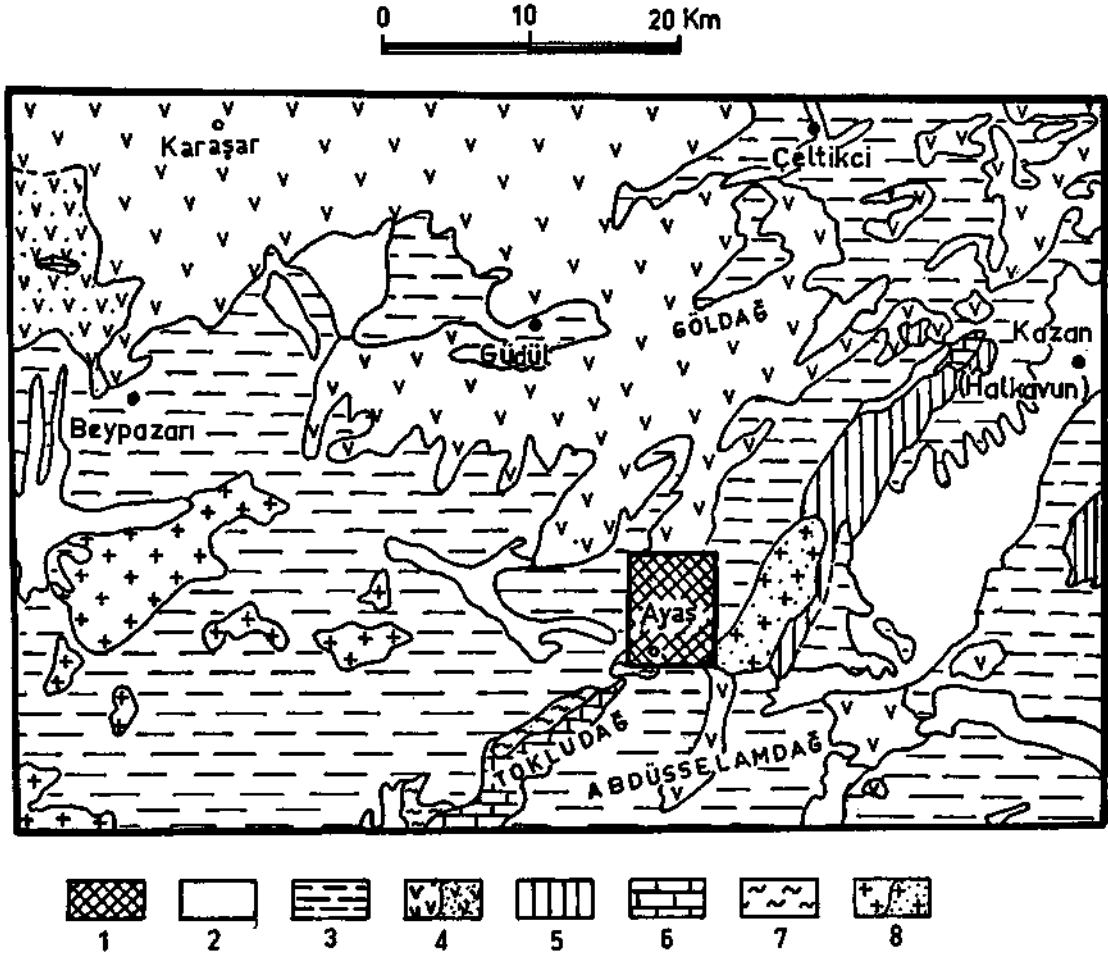 0 10 20 Km
Karaşar
Çeltikci
GÖLDAĞ
Güdül
Kazan
(Halkavun)
Beypazarı
Ayaş
TOKLUDAĞ
ABDÜSSELAMDAĞ
1 2 3 4 5 6 7 8